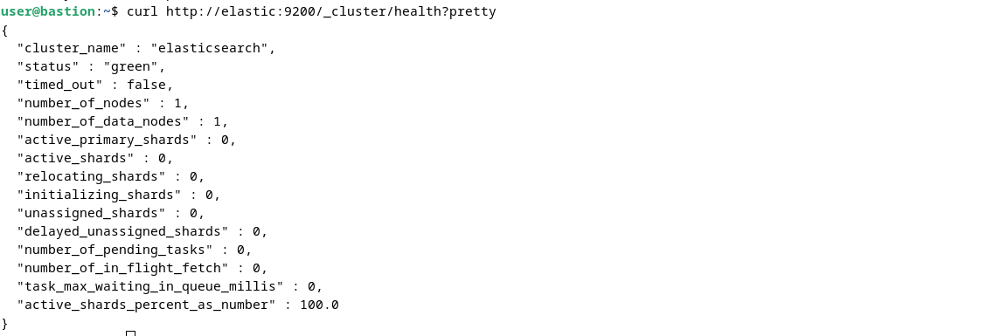 user@bastion:~$ curl http://elastic:9200/_cluster/health?pretty
{
  "cluster_name" : "elasticsearch",
  "status" : "green",
  "timed_out" : false,
  "number_of_nodes" : 1,
  "number_of_data_nodes" : 1,
  "active_primary_shards" : 0,
  "active_shards" : 0,
  "relocating_shards" : 0,
  "initializing_shards" : 0,
  "unassigned_shards" : 0,
  "delayed_unassigned_shards" : 0,
  "number_of_pending_tasks" : 0,
  "number_of_in_flight_fetch" : 0,
  "task_max_waiting_in_queue_millis" : 0,
  "active_shards_percent_as_number" : 100.0
}